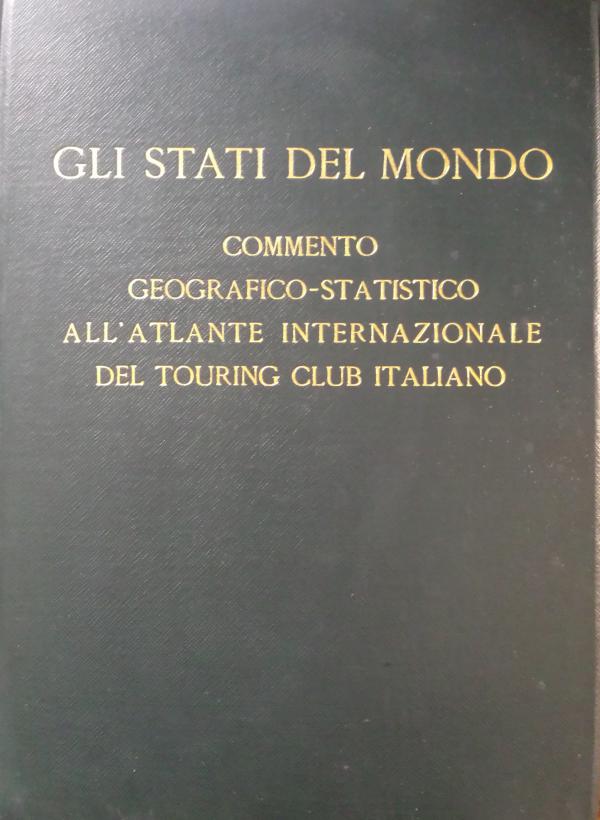 GLI STATI DEL MONDO
COMMENTO
GEOGRAFICO-STATISTICO
ALL'ATLANTE INTERNAZIONALE
DEL TOURING CLUB ITALIANO